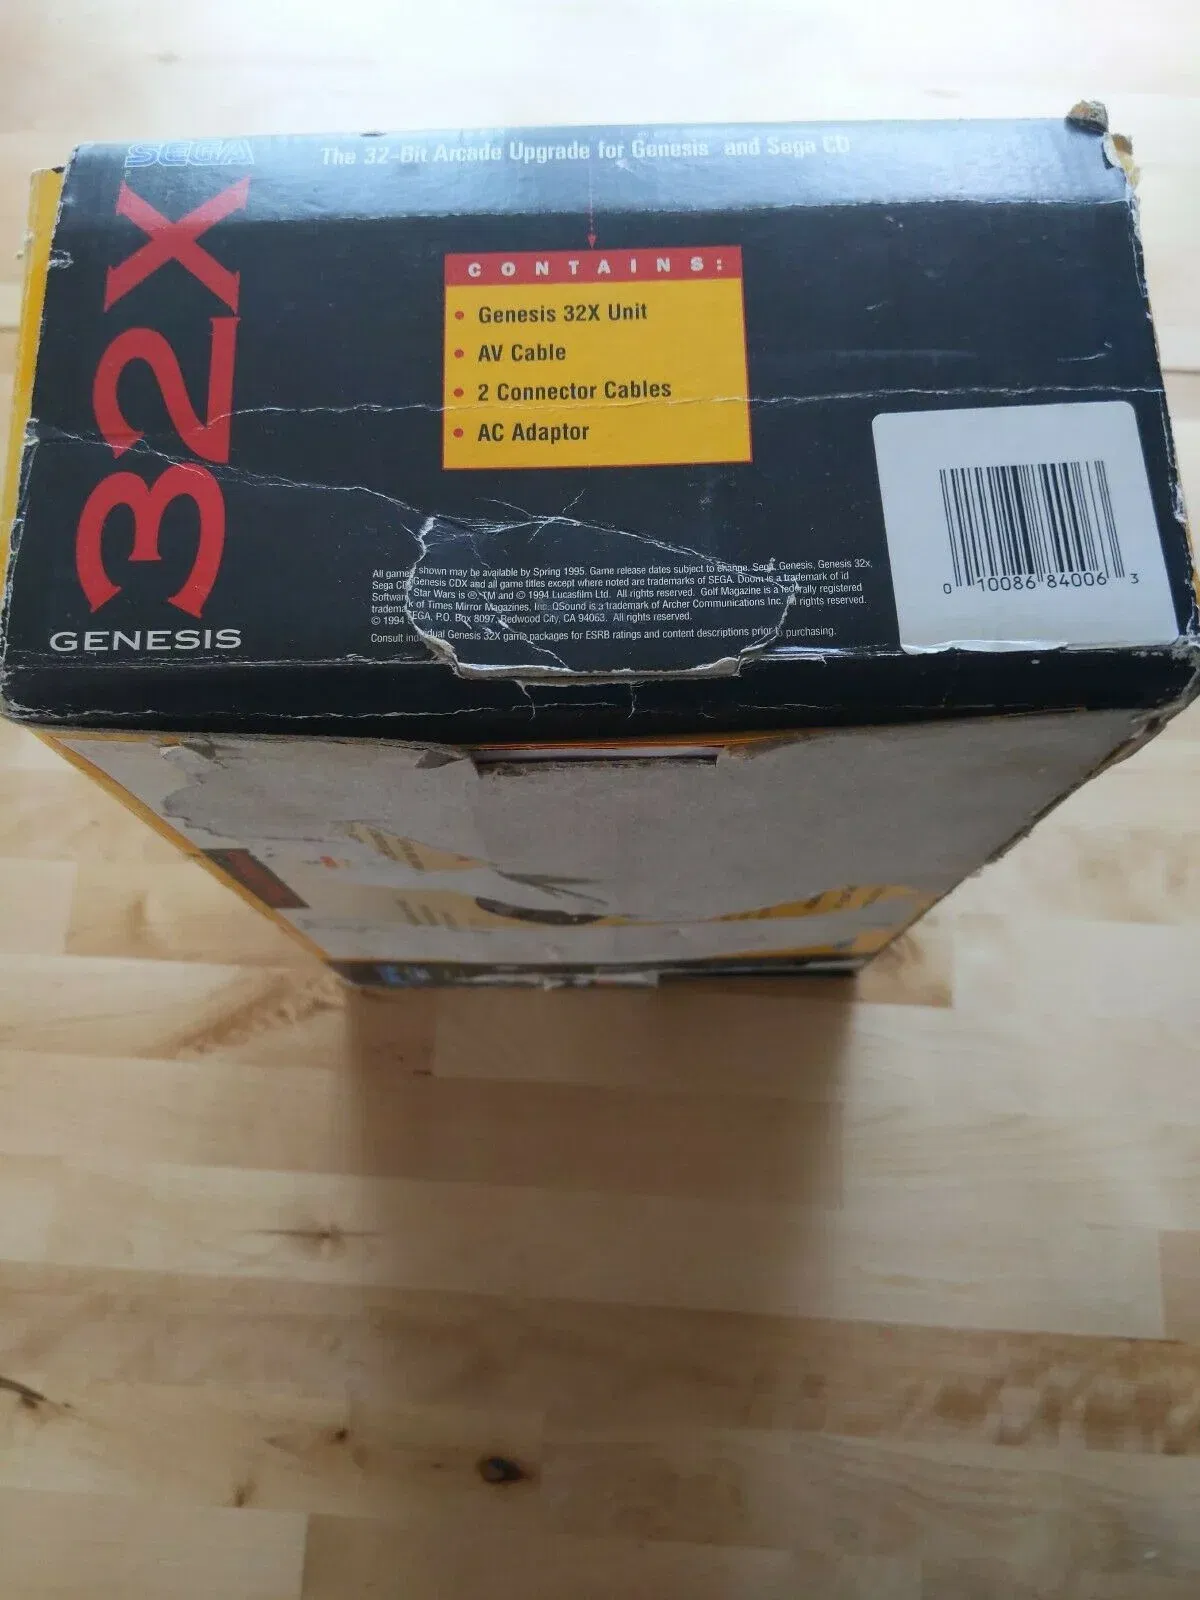 SEGA™
The 32-Bit Arcade Upgrade for Genesis and Sega CD
32X
GENESIS
CONTAINS:
• Genesis 32X Unit
• AV Cable
• 2 Connector Cables
• AC Adaptor
All games shown may be available by Spring 1995. Game release dates subject to change. Sega, Genesis, Genesis 32x,
Sega CD, Genesis CDX and all game titles except where noted are trademarks of SEGA. Doom is a trademark of id
Software. Star Wars is ®, TM and © 1994 Lucasfilm Ltd. All rights reserved. Golf Magazine is a federally registered
trademark of Times Mirror Magazines, Inc. QSound is a trademark of Archer Communications Inc. All rights reserved.
© 1994 SEGA, P.O. Box 8097, Redwood City, CA 94063. All rights reserved.
Consult individual Genesis 32X game packages for ESRB ratings and content descriptions prior to purchasing.
0 10086 84006 3